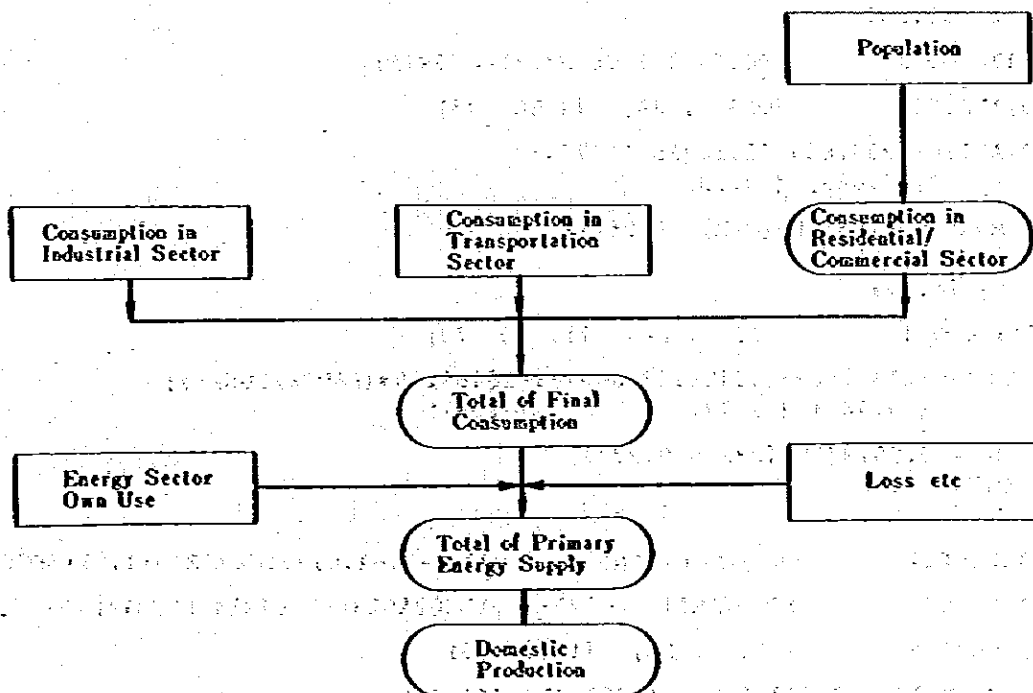 Population
Consumption in
Industrial Sector
Consumption in
Transportation
Sector
Consumption in
Residential/
Commercial Sector
Total of Final
Consumption
Energy Sector
Own Use
Loss etc
Total of Primary
Energy Supply
Domestic
Production